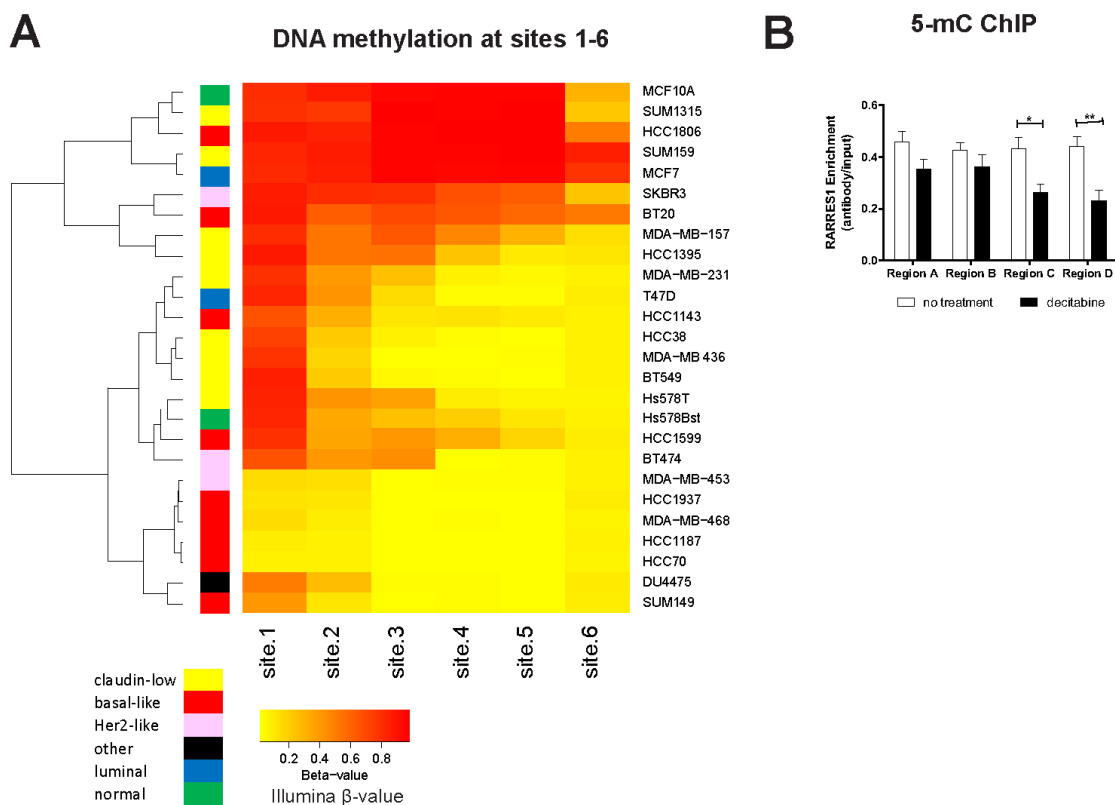 A
DNA methylation at sites 1-6
MCF10A
SUM1315
HCC1806
SUM159
MCF7
SKBR3
BT20
MDA-MB-157
HCC1395
MDA-MB-231
T47D
HCC1143
HCC38
MDA-MB 436
BT549
Hs578T
Hs578Bst
HCC1599
BT474
MDA-MB-453
HCC1937
MDA-MB-468
HCC1187
HCC70
DU4475
SUM149
site.1 site.2 site.3 site.4 site.5 site.6
claudin-low
basal-like
Her2-like
other
luminal
normal
0.2 0.4 0.6 0.8
Beta-value
Illumina β-value
B
5-mC ChIP
RARRES1 Enrichment
(antibody/input)
0.6
0.4
0.2
0.0
* **
Region A Region B Region C Region D
no treatment decitabine